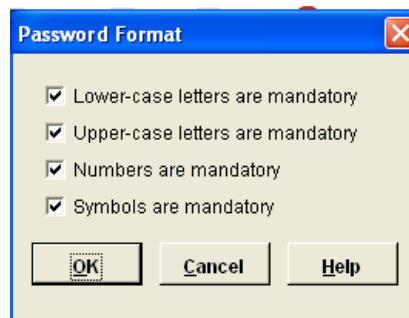 Password Format
Lower-case letters are mandatory
Upper-case letters are mandatory
Numbers are mandatory
Symbols are mandatory
OK Cancel Help